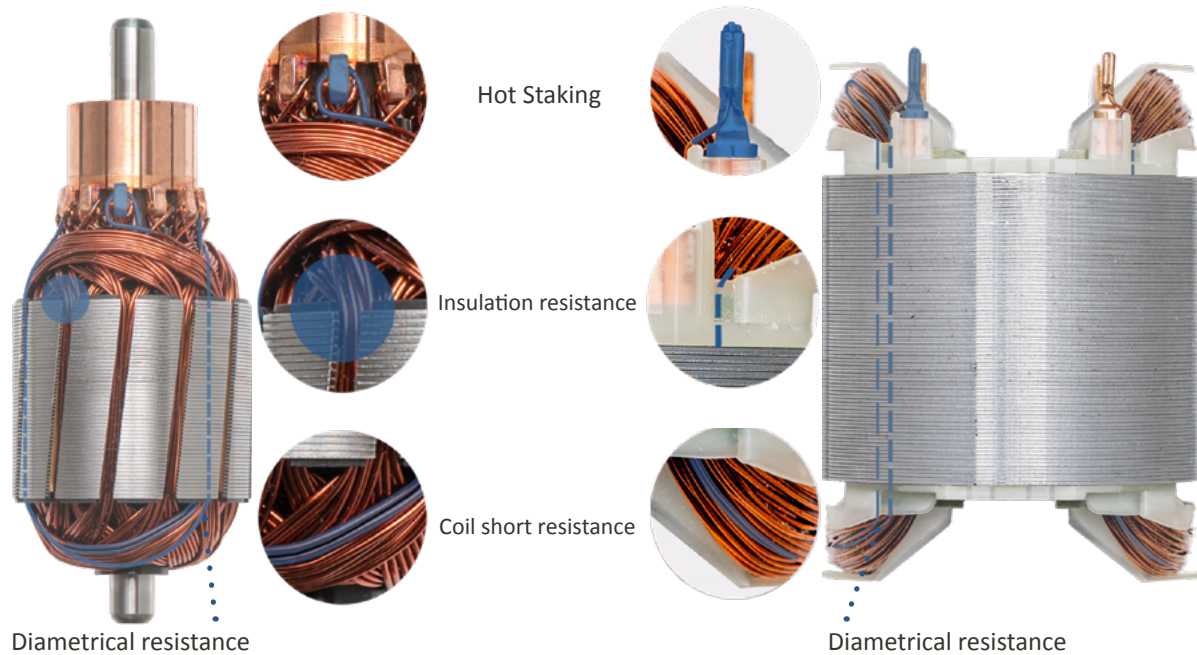 Hot Staking
Insulation resistance
Coil short resistance
Diametrical resistance
Diametrical resistance